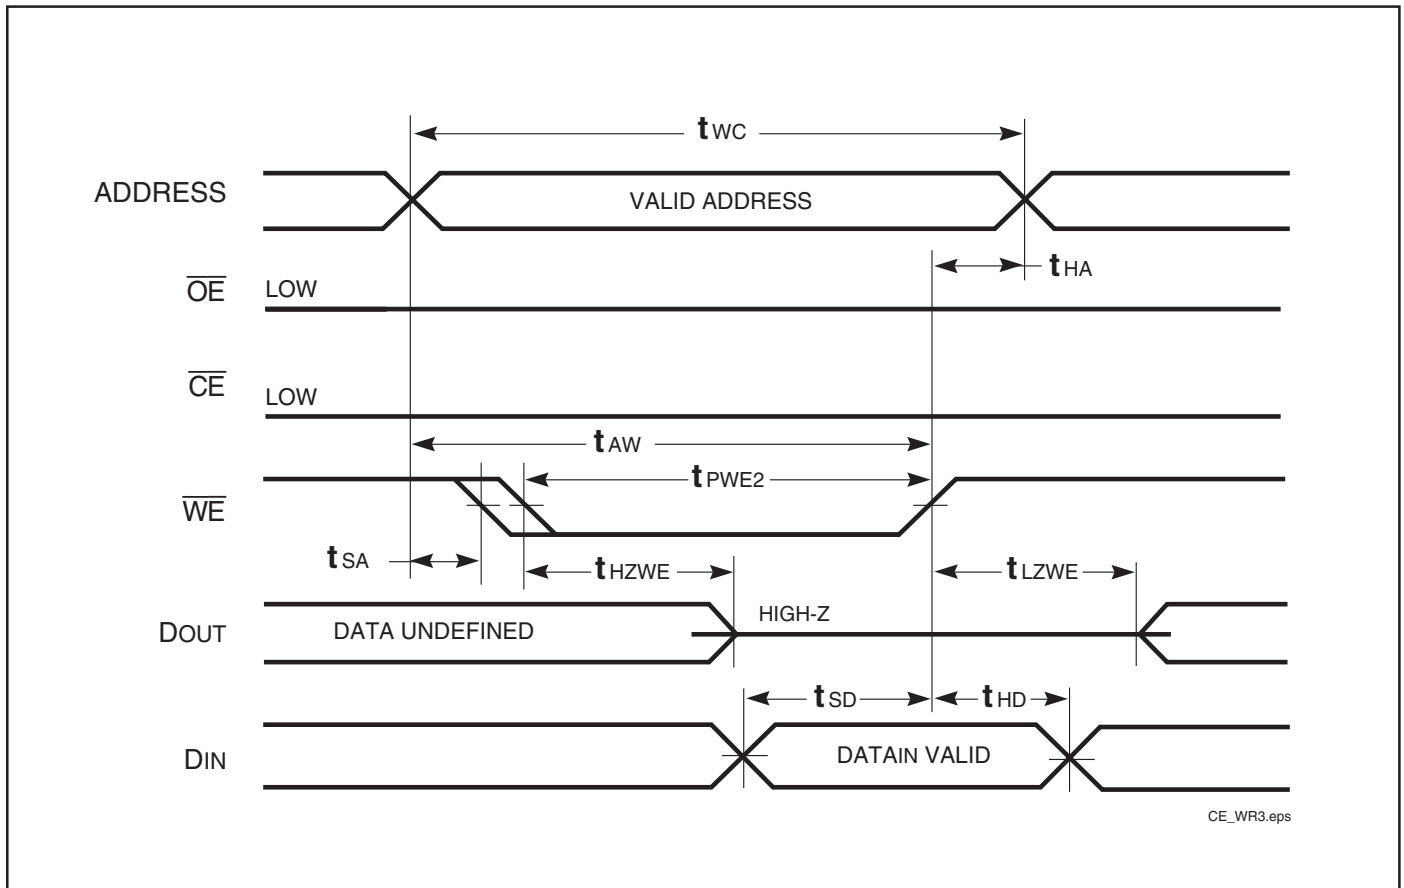 tWC
ADDRESS
VALID ADDRESS
tHA
OE
LOW
CE
LOW
tAW
tPWE2
WE
tSA
tHZWE
tLZWE
DOUT
DATA UNDEFINED
HIGH-Z
tSD
tHD
DIN
DATAIN VALID
CE_WR3.eps